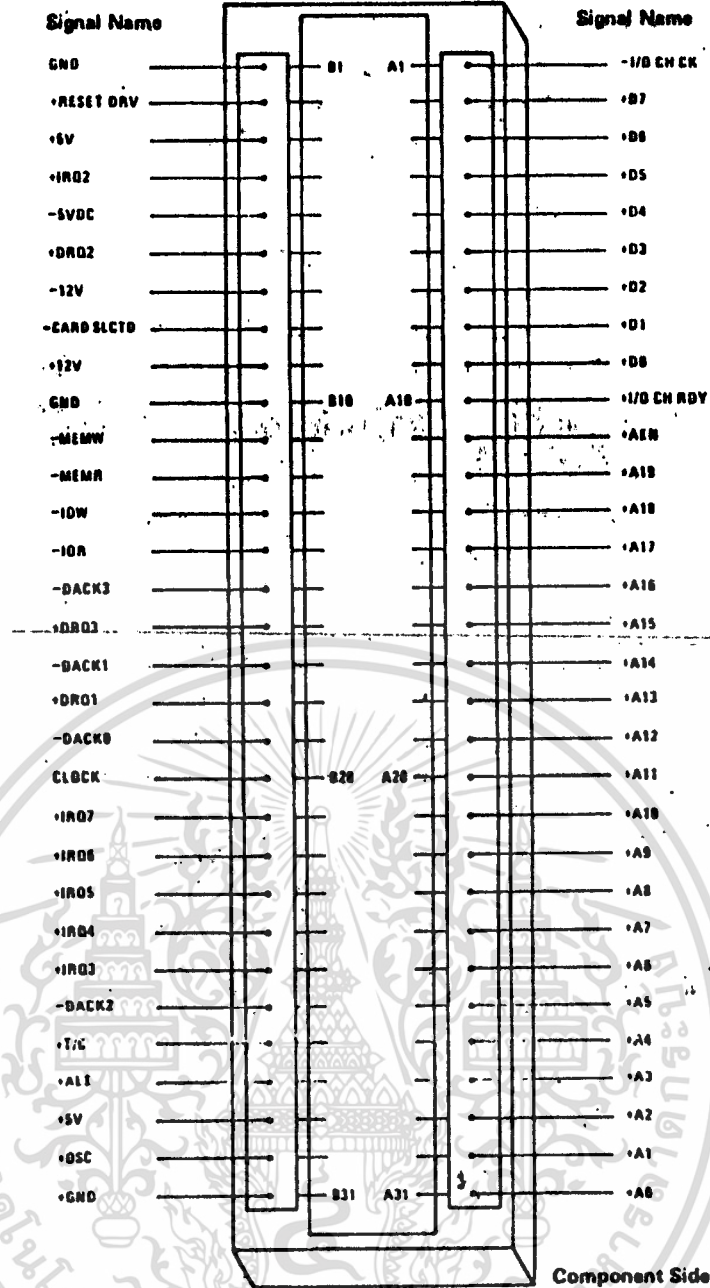 Signal Name Signal Name
GND B1 A1 -I/O CH CK
+RESET DRV +D7
+5V +D6
+IRQ2 +D5
-5VDC +D4
+DRQ2 +D3
-12V +D2
-CARD SLCTD +D1
+12V +D0
GND B10 A10 +I/O CH RDY
-MEMW +AEN
-MEMR +A19
-IOW +A18
-IOR +A17
-DACK3 +A16
+DRQ3 +A15
-DACK1 +A14
+DRQ1 +A13
-DACK0 +A12
CLOCK B20 A20 +A11
+IRQ7 +A10
+IRQ6 +A9
+IRQ5 +A8
+IRQ4 +A7
+IRQ3 +A6
-DACK2 +A5
+T/C +A4
+ALE +A3
+5V +A2
+OSC +A1
+GND B31 A31 +A0
Component Side